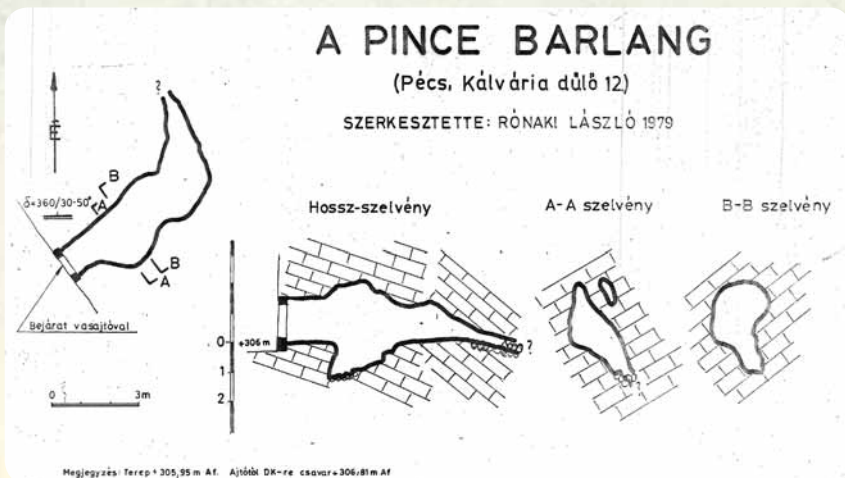 A PINCE BARLANG
(Pécs, Kálvária dűlő 12.)
SZERKESZTETTE: RÓNAKI LÁSZLÓ 1979
?
É
B
A
δ=360/30-50°
B
A
Bejárat vasajtóval
0 3m
Hossz-szelvény
A-A szelvény
B-B szelvény
0
+306 m
1
2
?
?
Megjegyzés: Terep + 305,95 m Af. Ajtótól DK-re csavar + 306,81 m Af